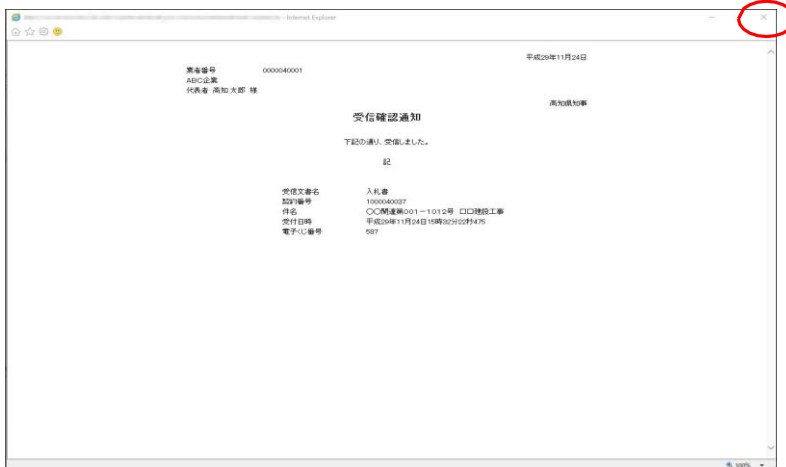 - Internet Explorer
平成29年11月24日
業者番号 0000040001
ABC企業
代表者 高知 太郎 様
高知県知事
受信確認通知
下記の通り、受信しました。
記
受信文書名 入札書
契約番号 1000040037
件名 〇〇関連第001-1012号 口口建設工事
受付日時 平成29年11月24日15時32分22秒475
電子くじ番号 587
100%